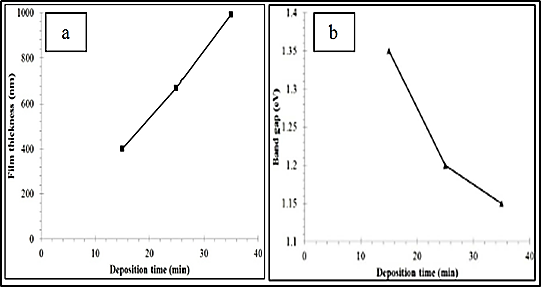 a
Film thickness (nm)
1000
800
600
400
200
0
0 10 20 30 40
Deposition time (min)
b
Band gap (eV)
1.4
1.35
1.3
1.25
1.2
1.15
1.1
0 10 20 30 40
Deposition time (min)